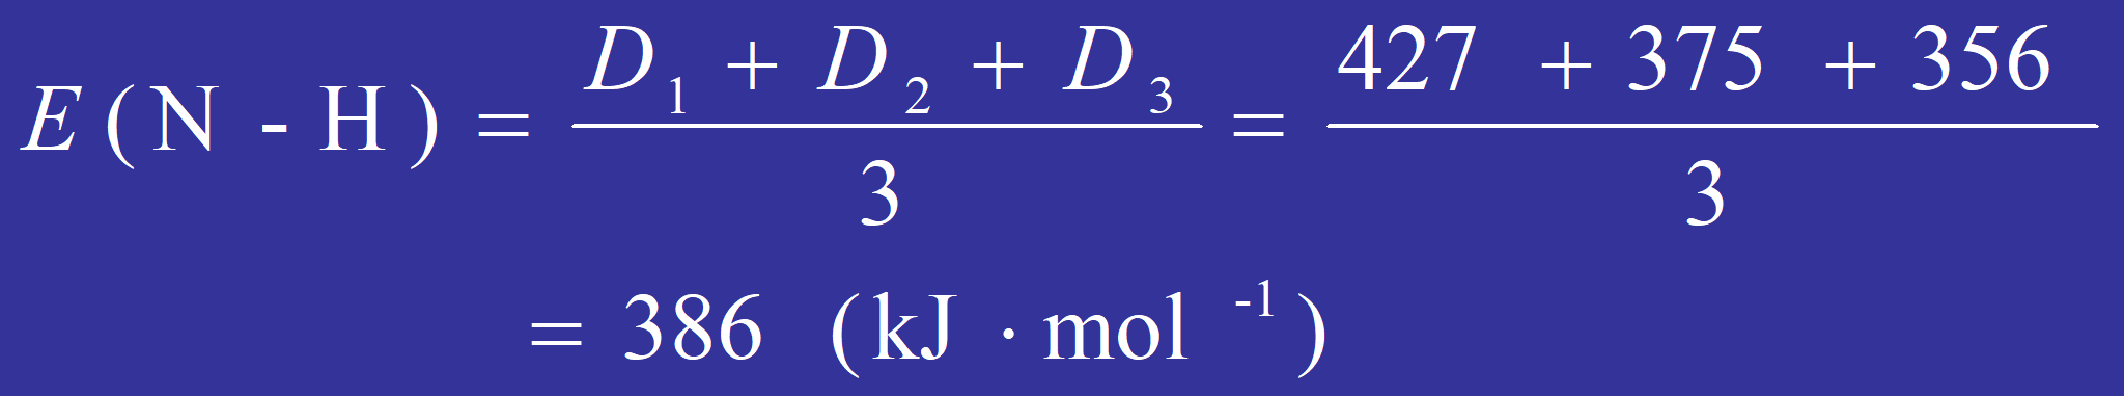 E(N - H) = (D₁ + D₂ + D₃)/3 = (427 + 375 + 356)/3
= 386 (kJ · mol⁻¹)